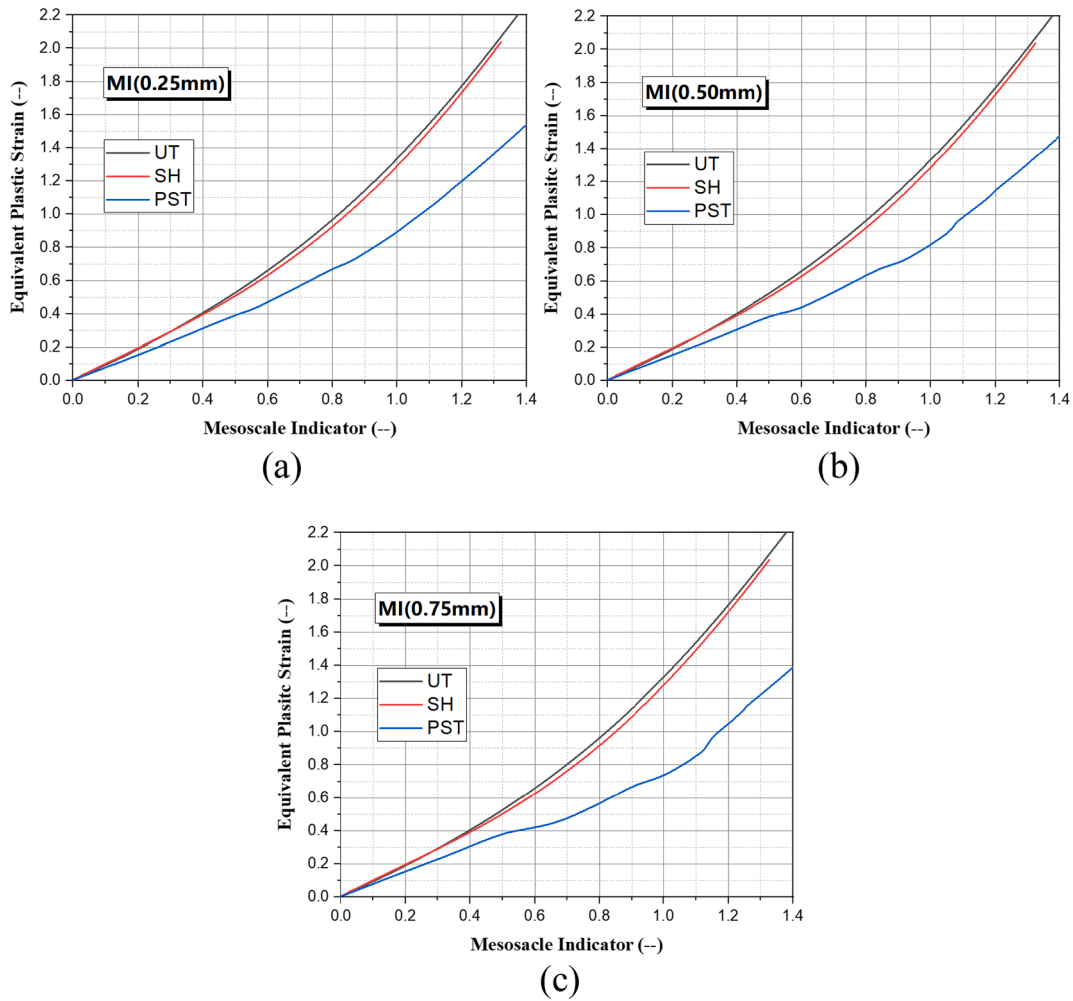 MI(0.25mm)
UT
SH
PST
Equivalent Plastic Strain (--)
2.2
2.0
1.8
1.6
1.4
1.2
1.0
0.8
0.6
0.4
0.2
0.0
0.0 0.2 0.4 0.6 0.8 1.0 1.2 1.4
Mesoscale Indicator (--)
(a)
MI(0.50mm)
UT
SH
PST
Equivalent Plasitc Strain (--)
2.2
2.0
1.8
1.6
1.4
1.2
1.0
0.8
0.6
0.4
0.2
0.0
0.0 0.2 0.4 0.6 0.8 1.0 1.2 1.4
Mesosacle Indicator (--)
(b)
MI(0.75mm)
UT
SH
PST
Equivalent Plasitc Strain (--)
2.2
2.0
1.8
1.6
1.4
1.2
1.0
0.8
0.6
0.4
0.2
0.0
0.0 0.2 0.4 0.6 0.8 1.0 1.2 1.4
Mesosacle Indicator (--)
(c)